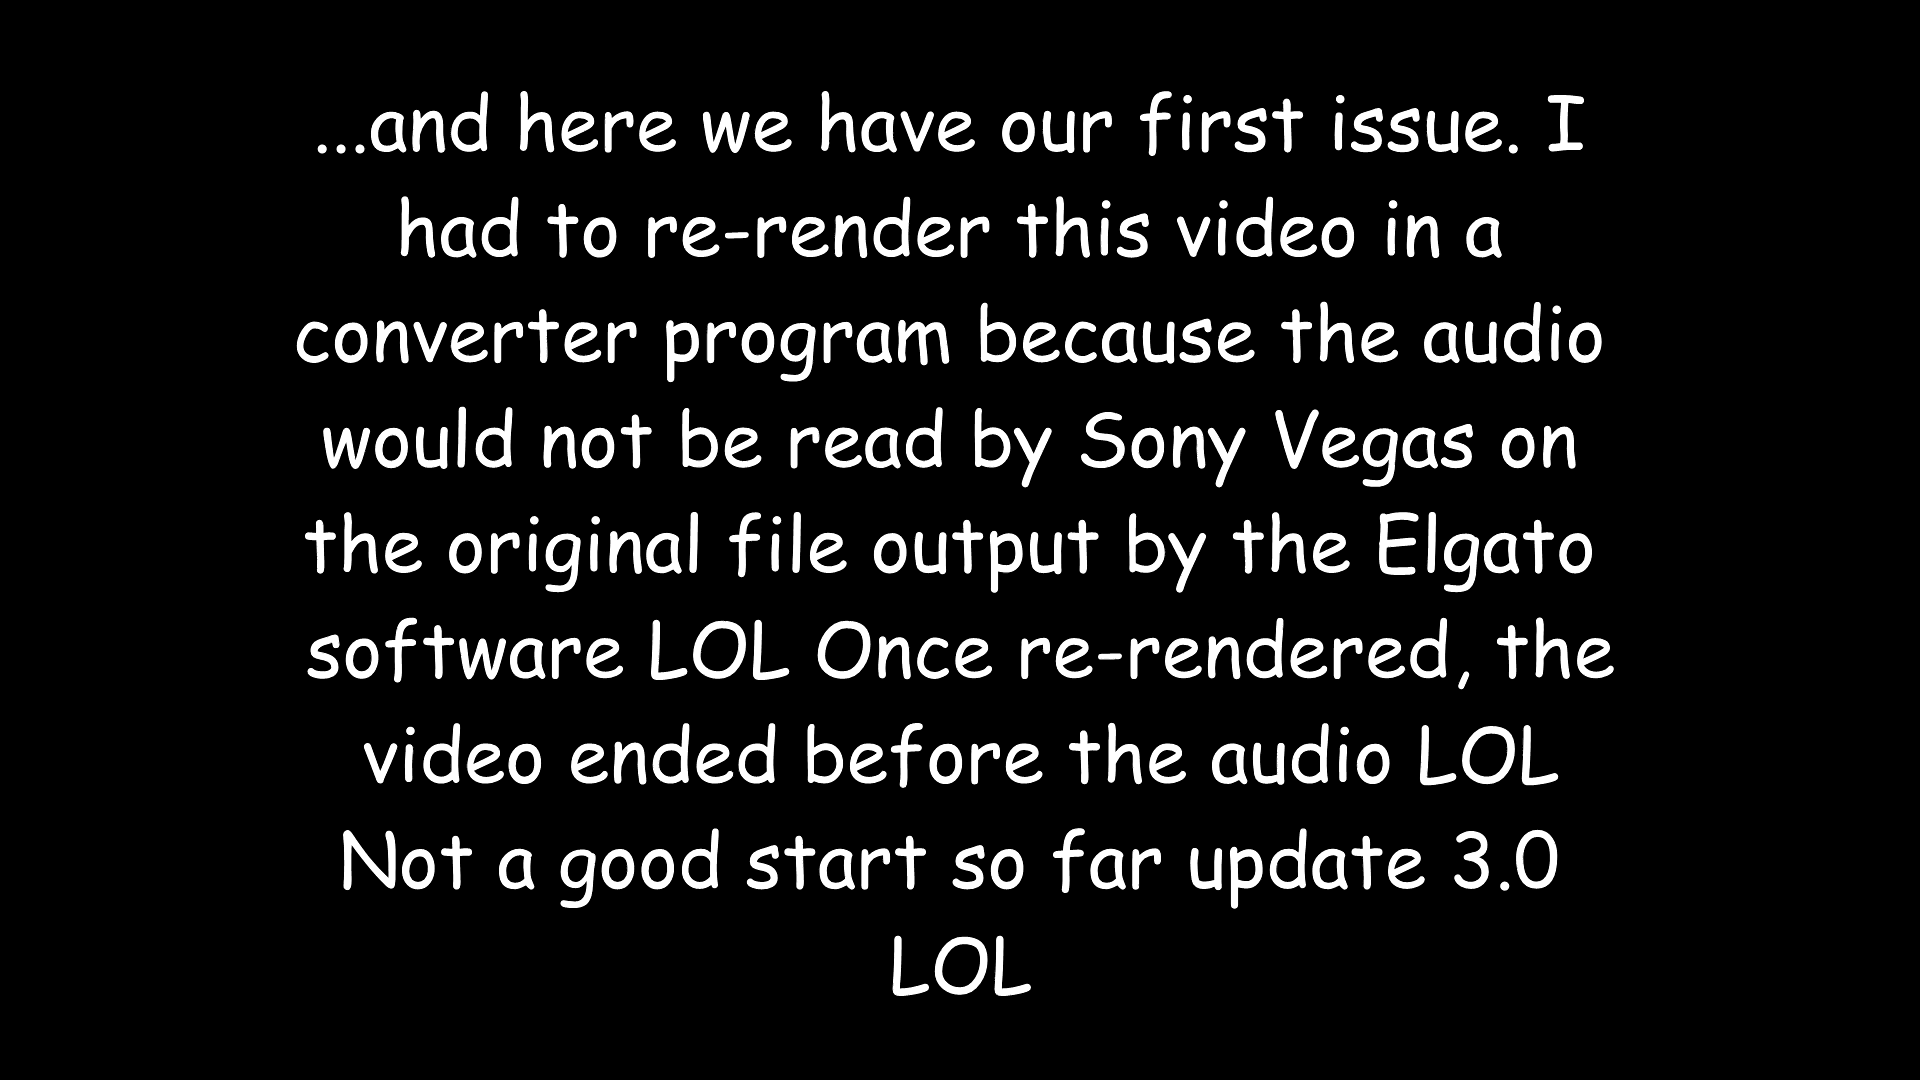 ...and here we have our first issue. I
had to re-render this video in a
converter program because the audio
would not be read by Sony Vegas on
the original file output by the Elgato
software LOL Once re-rendered, the
video ended before the audio LOL
Not a good start so far update 3.0
LOL